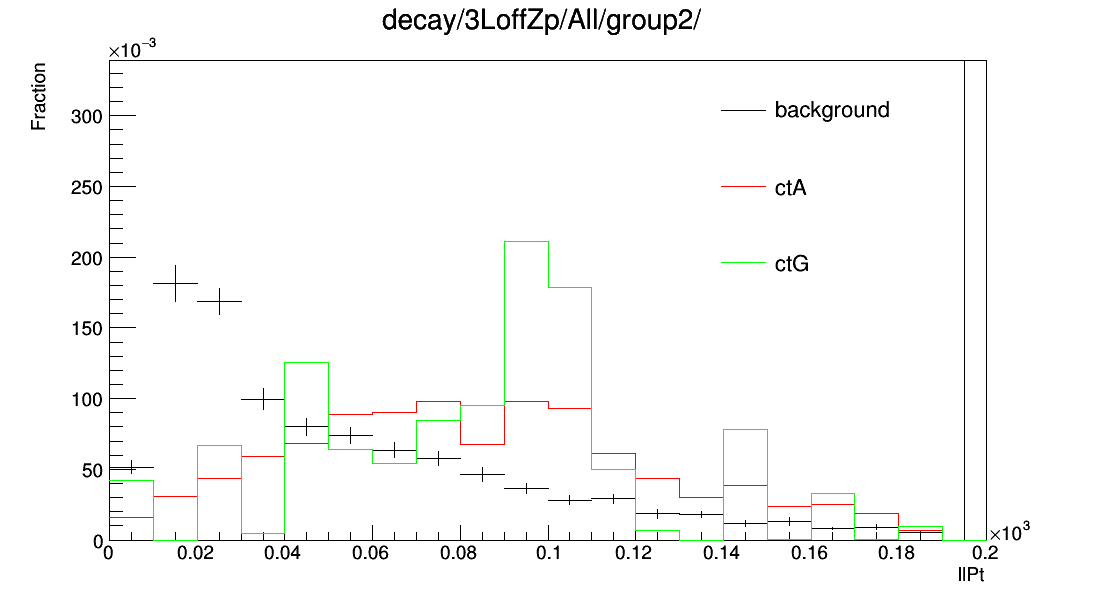 decay/3LoffZp/All/group2/
×10⁻³
Fraction
300
250
200
150
100
50
0
background
ctA
ctG
0 0.02 0.04 0.06 0.08 0.1 0.12 0.14 0.16 0.18 0.2
×10³
llPt